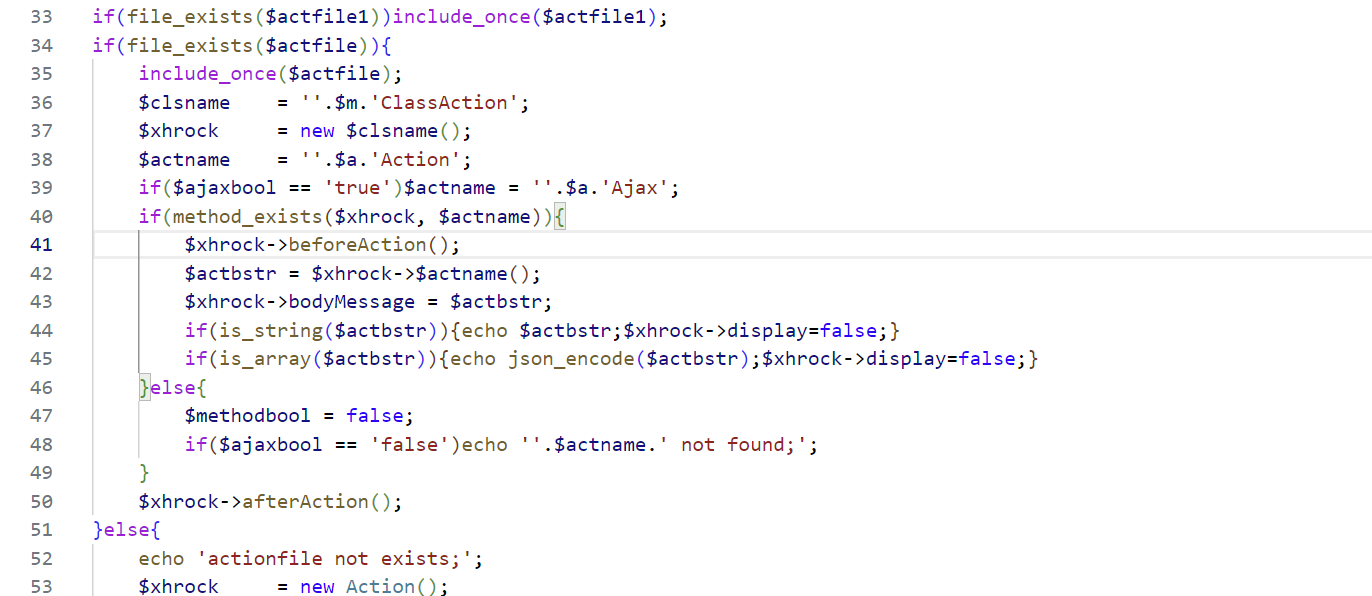 33 if(file_exists($actfile1))include_once($actfile1);
34 if(file_exists($actfile)){
35     include_once($actfile);
36     $clsname    = ''.$m.'ClassAction';
37     $xhrock     = new $clsname();
38     $actname    = ''.$a.'Action';
39     if($ajaxbool == 'true')$actname = ''.$a.'Ajax';
40     if(method_exists($xhrock, $actname)){
41         $xhrock->beforeAction();
42         $actbstr = $xhrock->$actname();
43         $xhrock->bodyMessage = $actbstr;
44         if(is_string($actbstr)){echo $actbstr;$xhrock->display=false;}
45         if(is_array($actbstr)){echo json_encode($actbstr);$xhrock->display=false;}
46     }else{
47         $methodbool = false;
48         if($ajaxbool == 'false')echo ''.$actname.' not found;';
49     }
50     $xhrock->afterAction();
51 }else{
52     echo 'actionfile not exists;';
53     $xhrock     = new Action();